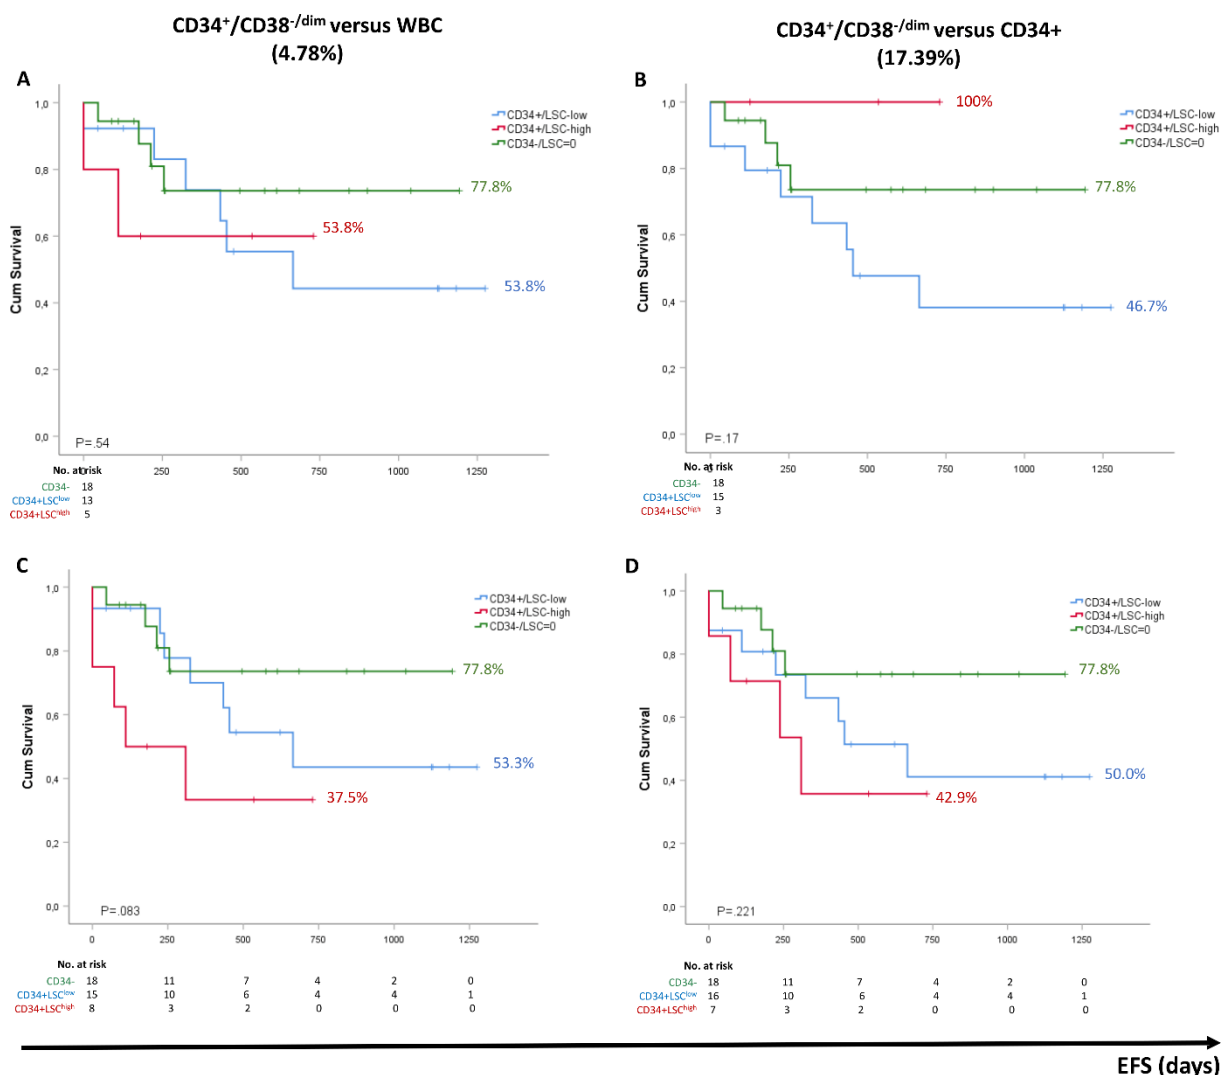 CD34+/CD38-/dim versus WBC
(4.78%)
CD34+/CD38-/dim versus CD34+
(17.39%)
A
Cum Survival
1,0
0,8
0,6
0,4
0,2
0,0
CD34+/LSC-low
CD34+/LSC-high
CD34-/LSC=0
77.8%
53.8%
53.8%
P=.54
0
250
500
750
1000
1250
No. at risk
CD34- 18
CD34+LSClow 13
CD34+LSChigh 5
B
Cum Survival
1,0
0,8
0,6
0,4
0,2
0,0
CD34+/LSC-low
CD34+/LSC-high
CD34-/LSC=0
100%
77.8%
46.7%
P=.17
0
250
500
750
1000
1250
No. at risk
CD34- 18
CD34+LSClow 15
CD34+LSChigh 3
C
Cum Survival
1,0
0,8
0,6
0,4
0,2
0,0
CD34+/LSC-low
CD34+/LSC-high
CD34-/LSC=0
77.8%
53.3%
37.5%
P=.083
0 250 500 750 1000 1250
No. at risk
CD34- 18 11 7 4 2 0
CD34+LSClow 15 10 6 4 4 1
CD34+LSChigh 8 3 2 0 0 0
D
Cum Survival
1,0
0,8
0,6
0,4
0,2
0,0
CD34+/LSC-low
CD34+/LSC-high
CD34-/LSC=0
77.8%
50.0%
42.9%
P=.221
0 250 500 750 1000 1250
No. at risk
CD34- 18 11 7 4 2 0
CD34+LSClow 16 10 6 4 4 1
CD34+LSChigh 7 3 2 0 0 0
EFS (days)